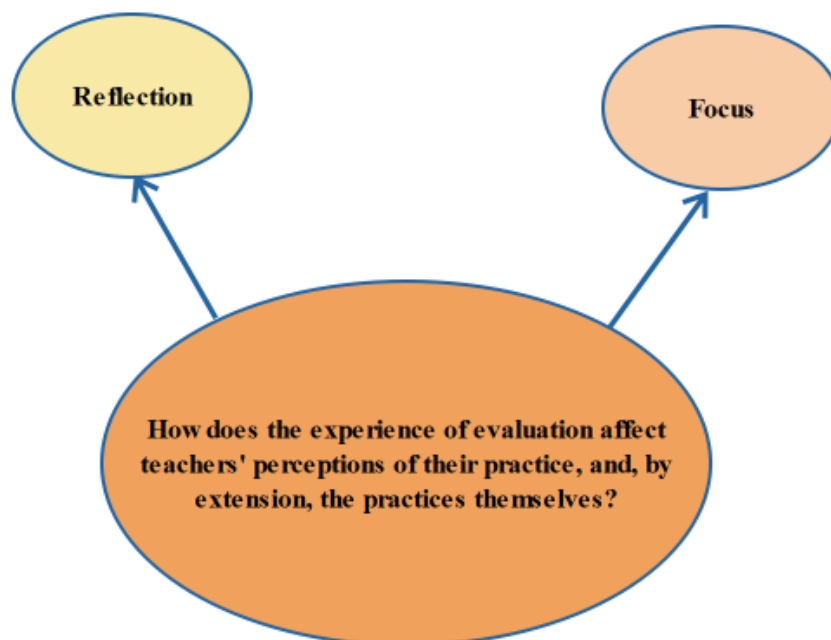 Reflection
Focus
How does the experience of evaluation affect
teachers' perceptions of their practice, and, by
extension, the practices themselves?